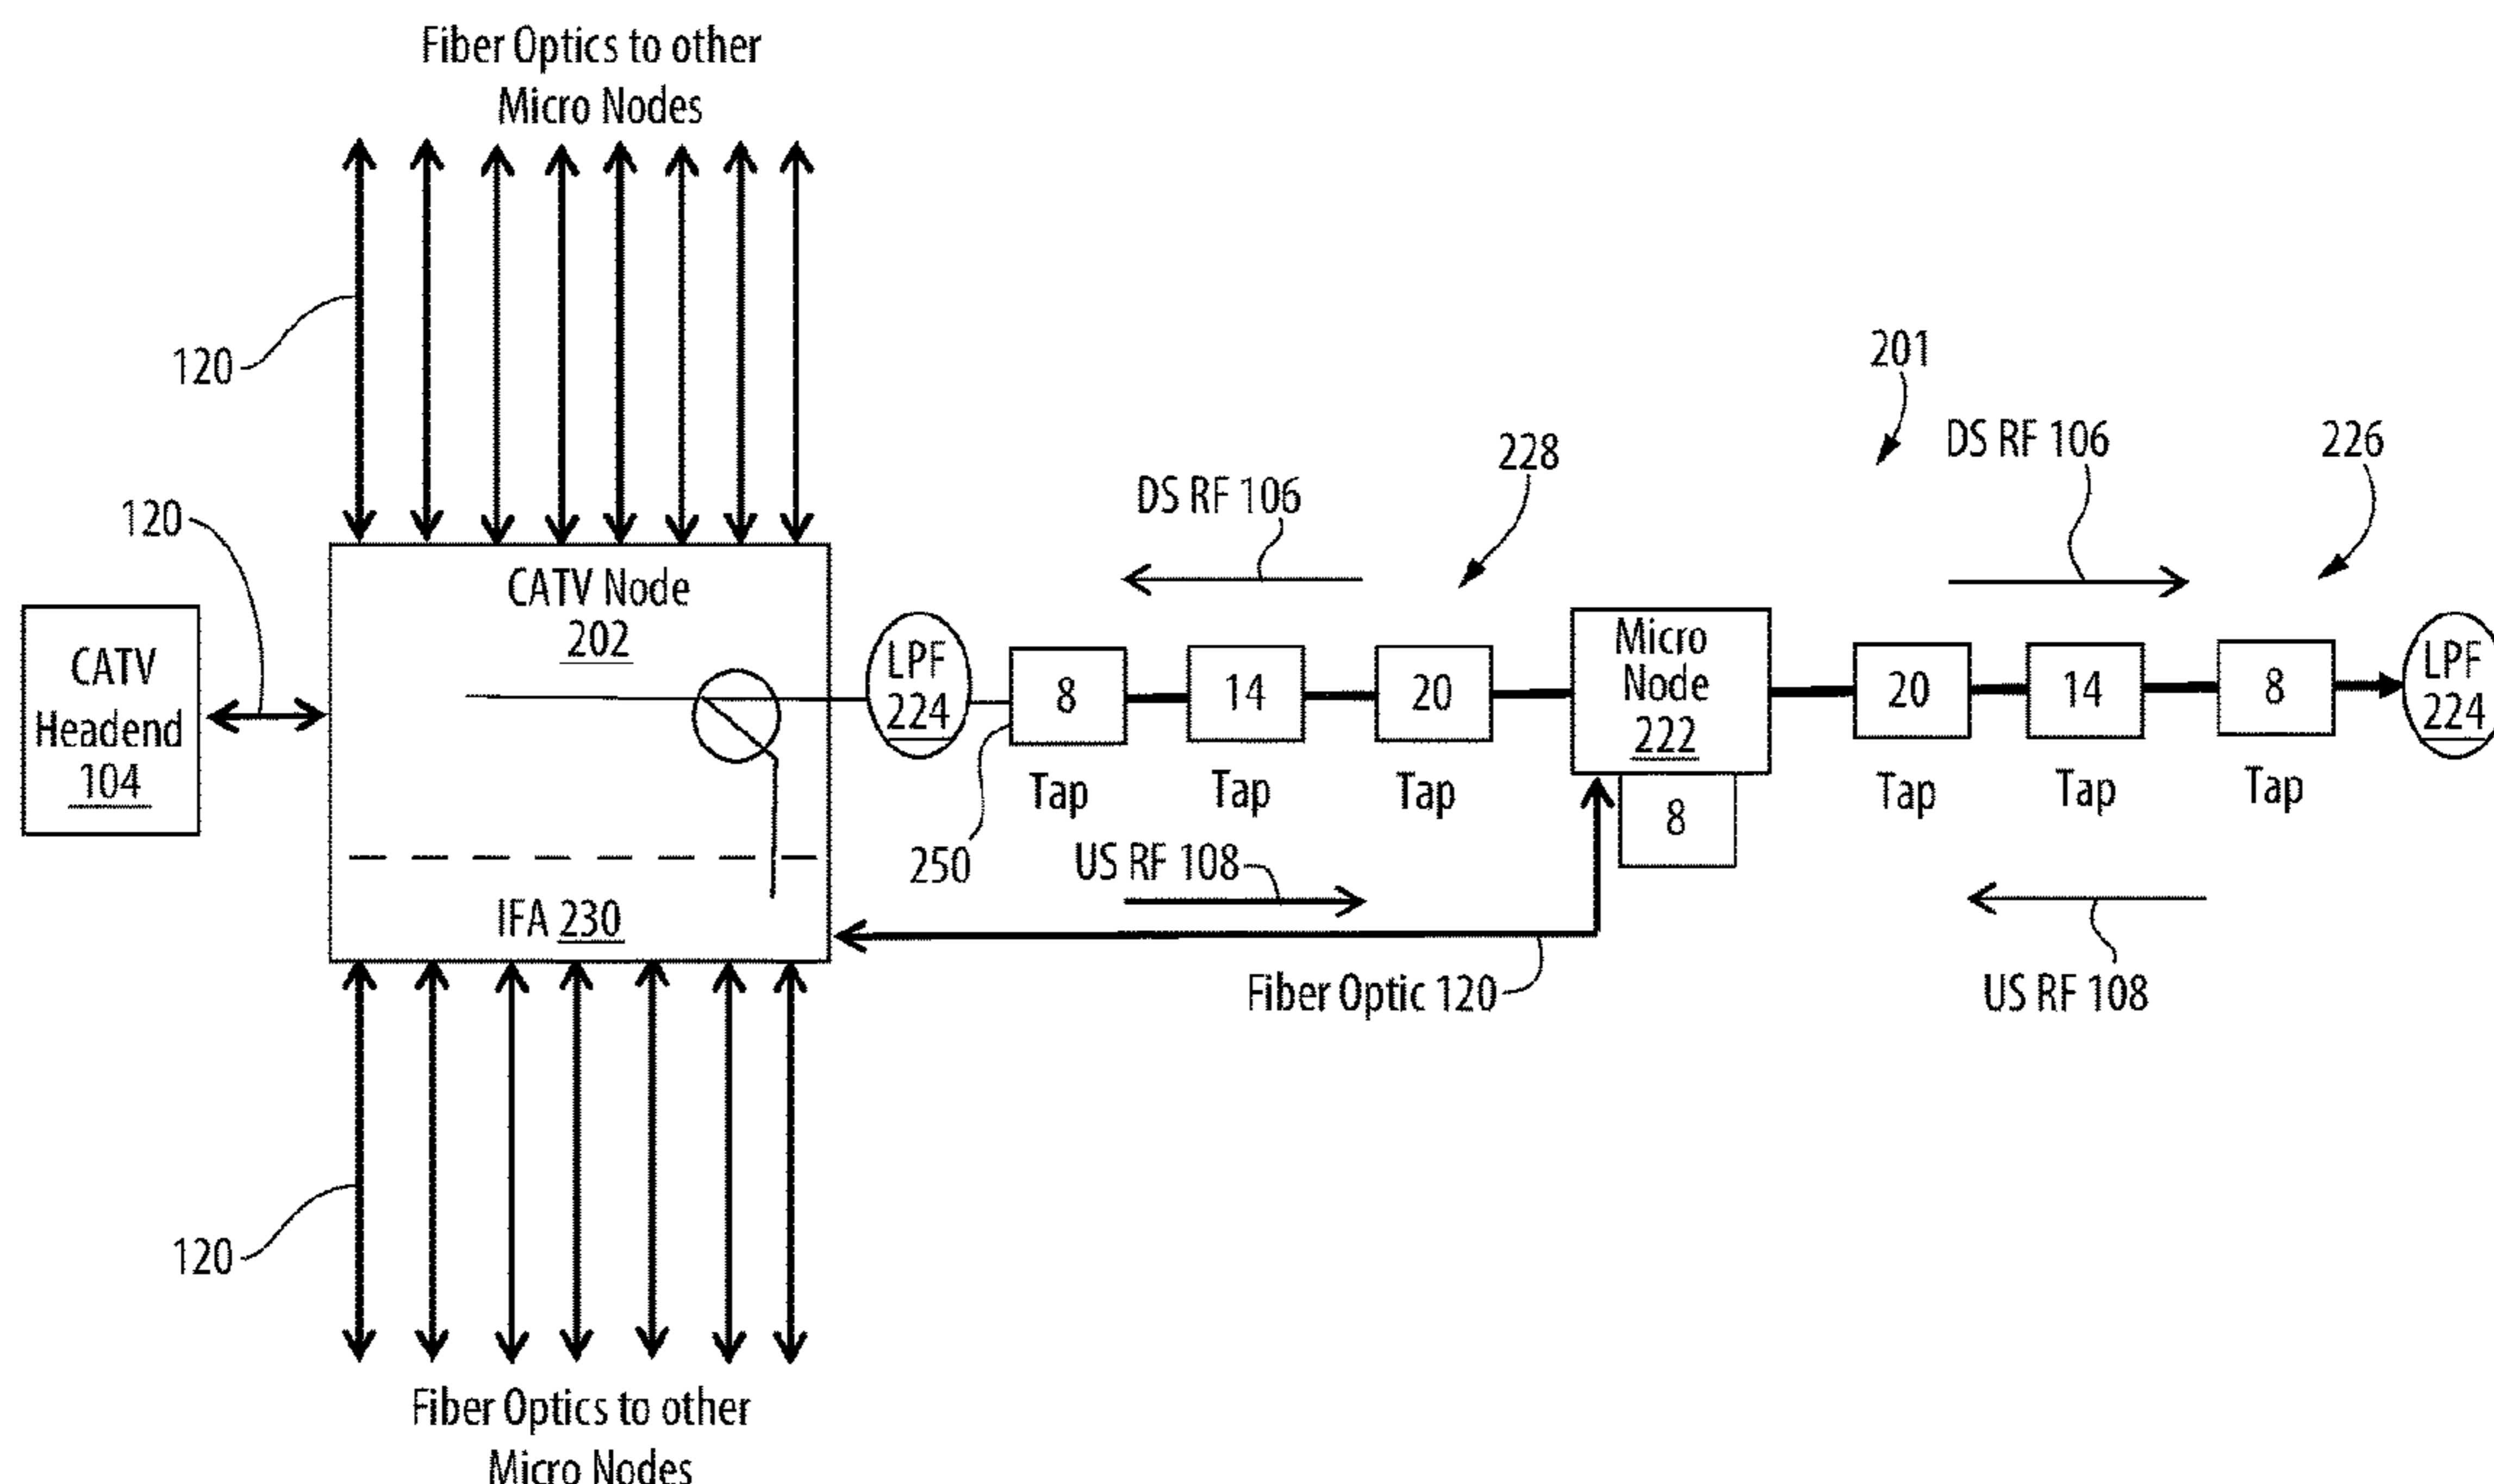 Fiber Optics to other
Micro Nodes
120
201
DS RF 106
226
228
DS RF 106
120
CATV Node
202
CATV
Headend
104
LPF
224
8
14
20
Micro
Node
222
20
14
8
LPF
224
Tap
Tap
Tap
Tap
Tap
Tap
8
250
US RF 108
IFA 230
Fiber Optic 120
US RF 108
120
Fiber Optics to other
Micro Nodes